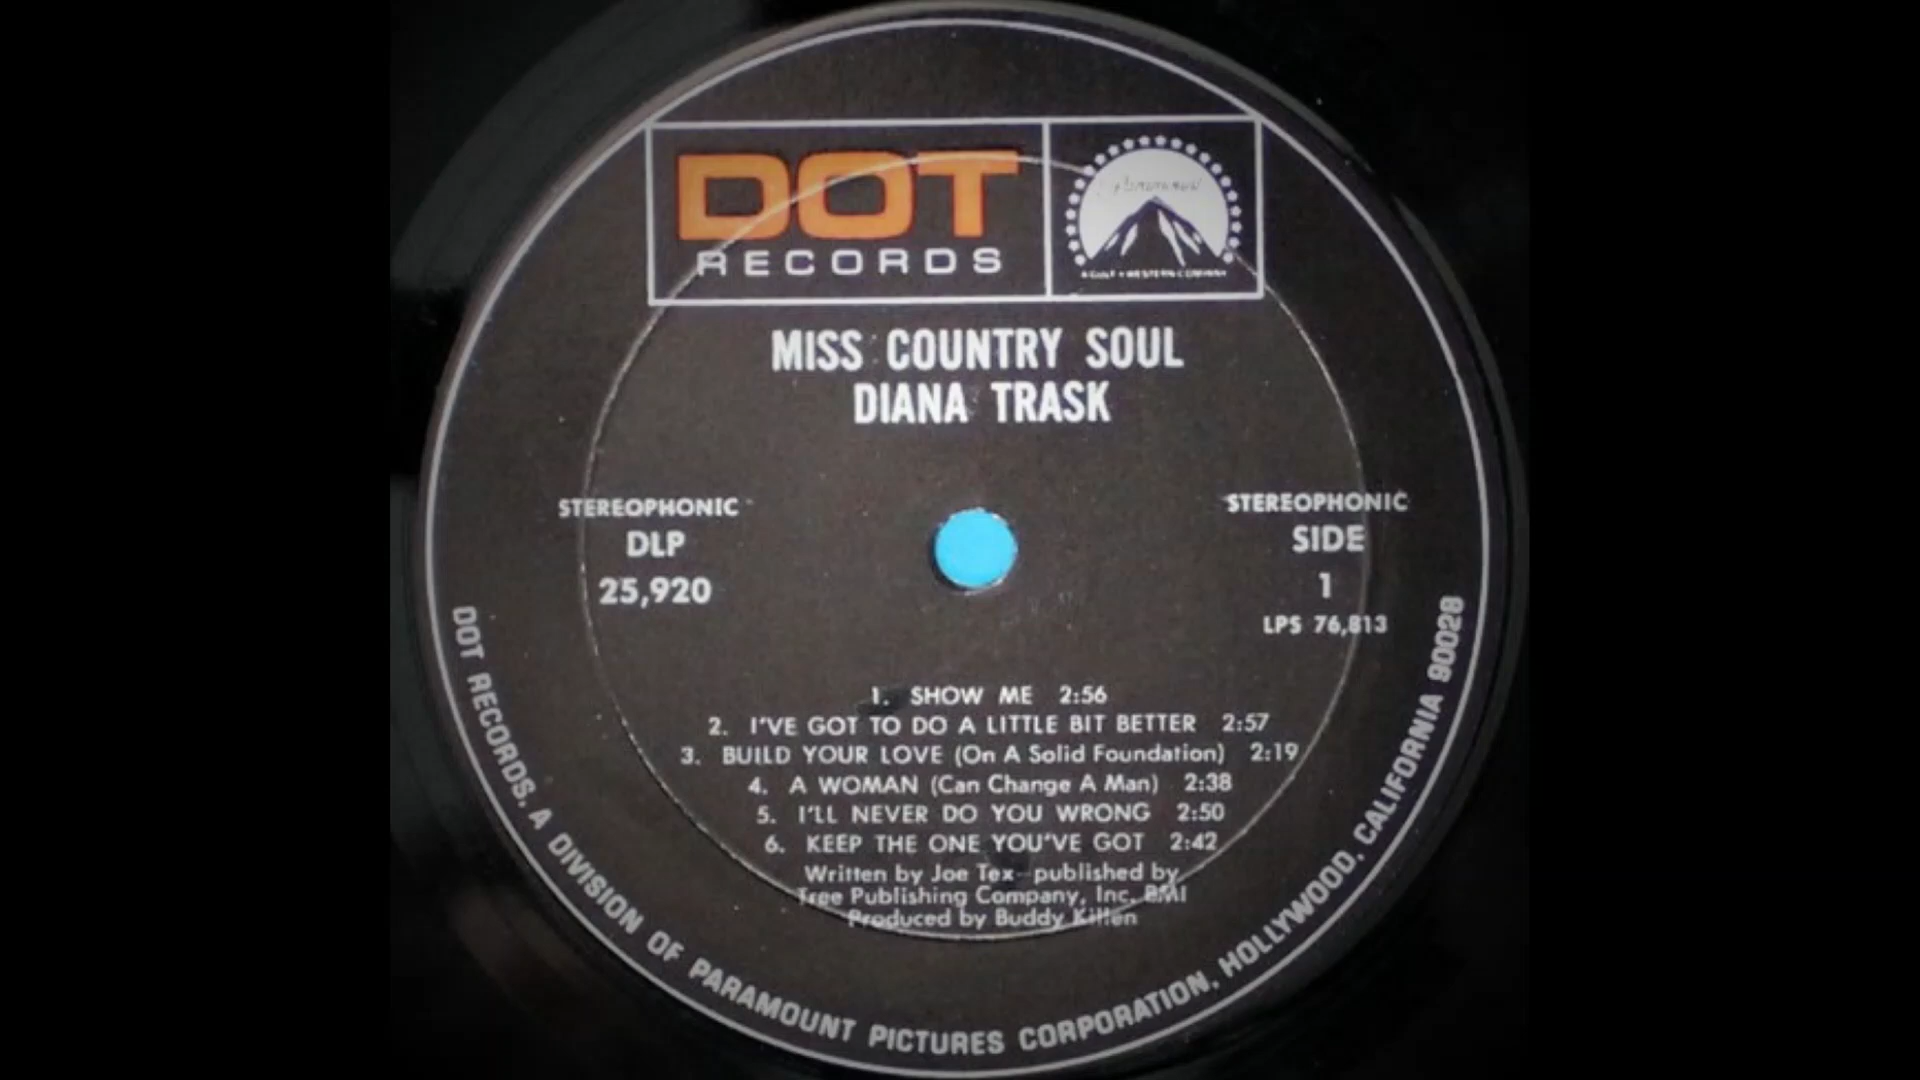 DOT
RECORDS
Paramount
A GULF + WESTERN COMPANY
MISS COUNTRY SOUL
DIANA TRASK
STEREOPHONIC
DLP
25,920
STEREOPHONIC
SIDE
1
LPS 76,813
1. SHOW ME 2:56
2. I'VE GOT TO DO A LITTLE BIT BETTER 2:57
3. BUILD YOUR LOVE (On A Solid Foundation) 2:19
4. A WOMAN (Can Change A Man) 2:38
5. I'LL NEVER DO YOU WRONG 2:50
6. KEEP THE ONE YOU'VE GOT 2:42
Written by Joe Tex - published by
Tree Publishing Company, Inc. BMI
Produced by Buddy Killen
DOT RECORDS, A DIVISION OF PARAMOUNT PICTURES CORPORATION, HOLLYWOOD, CALIFORNIA 90028